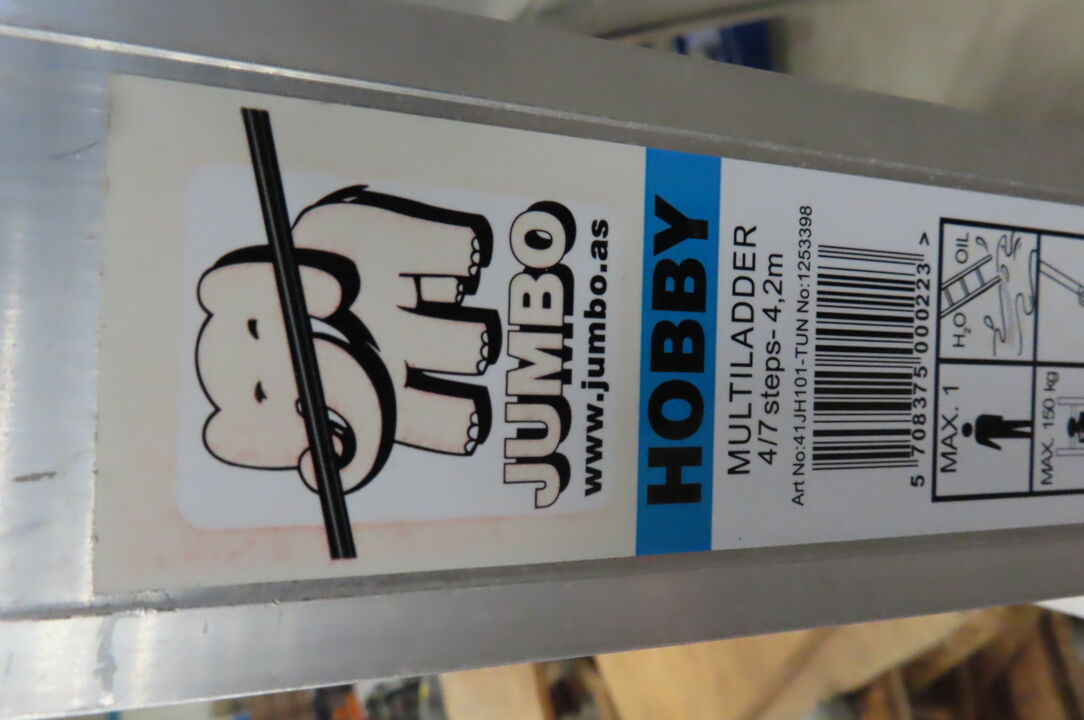 JUMBO
www.jumbo.as
HOBBY
MULTILADDER
4/7 steps- 4,2m
Art No:41JH101-TUN No:1253398
5 708375 000223 >
H₂O OIL
MAX. 1
MAX. 150 kg